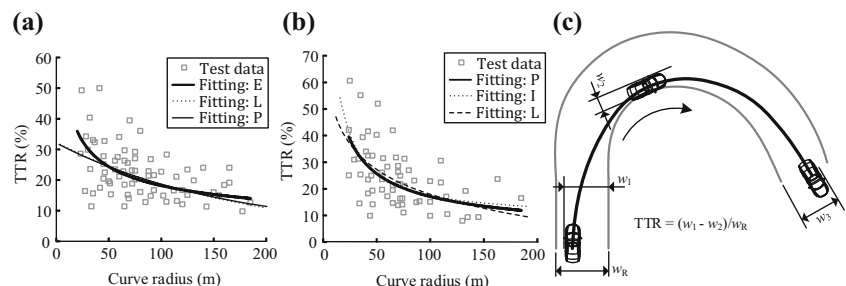 (a)
TTR (%)
60
50
40
30
20
10
0
0
50
100
150
200
Curve radius (m)
Test data
Fitting: E
Fitting: L
Fitting: P
(b)
TTR (%)
70
60
50
40
30
20
10
0
0
50
100
150
200
Curve radius (m)
Test data
Fitting: P
Fitting: I
Fitting: L
(c)
w2
w1
w3
wR
TTR = (w1 - w2)/wR